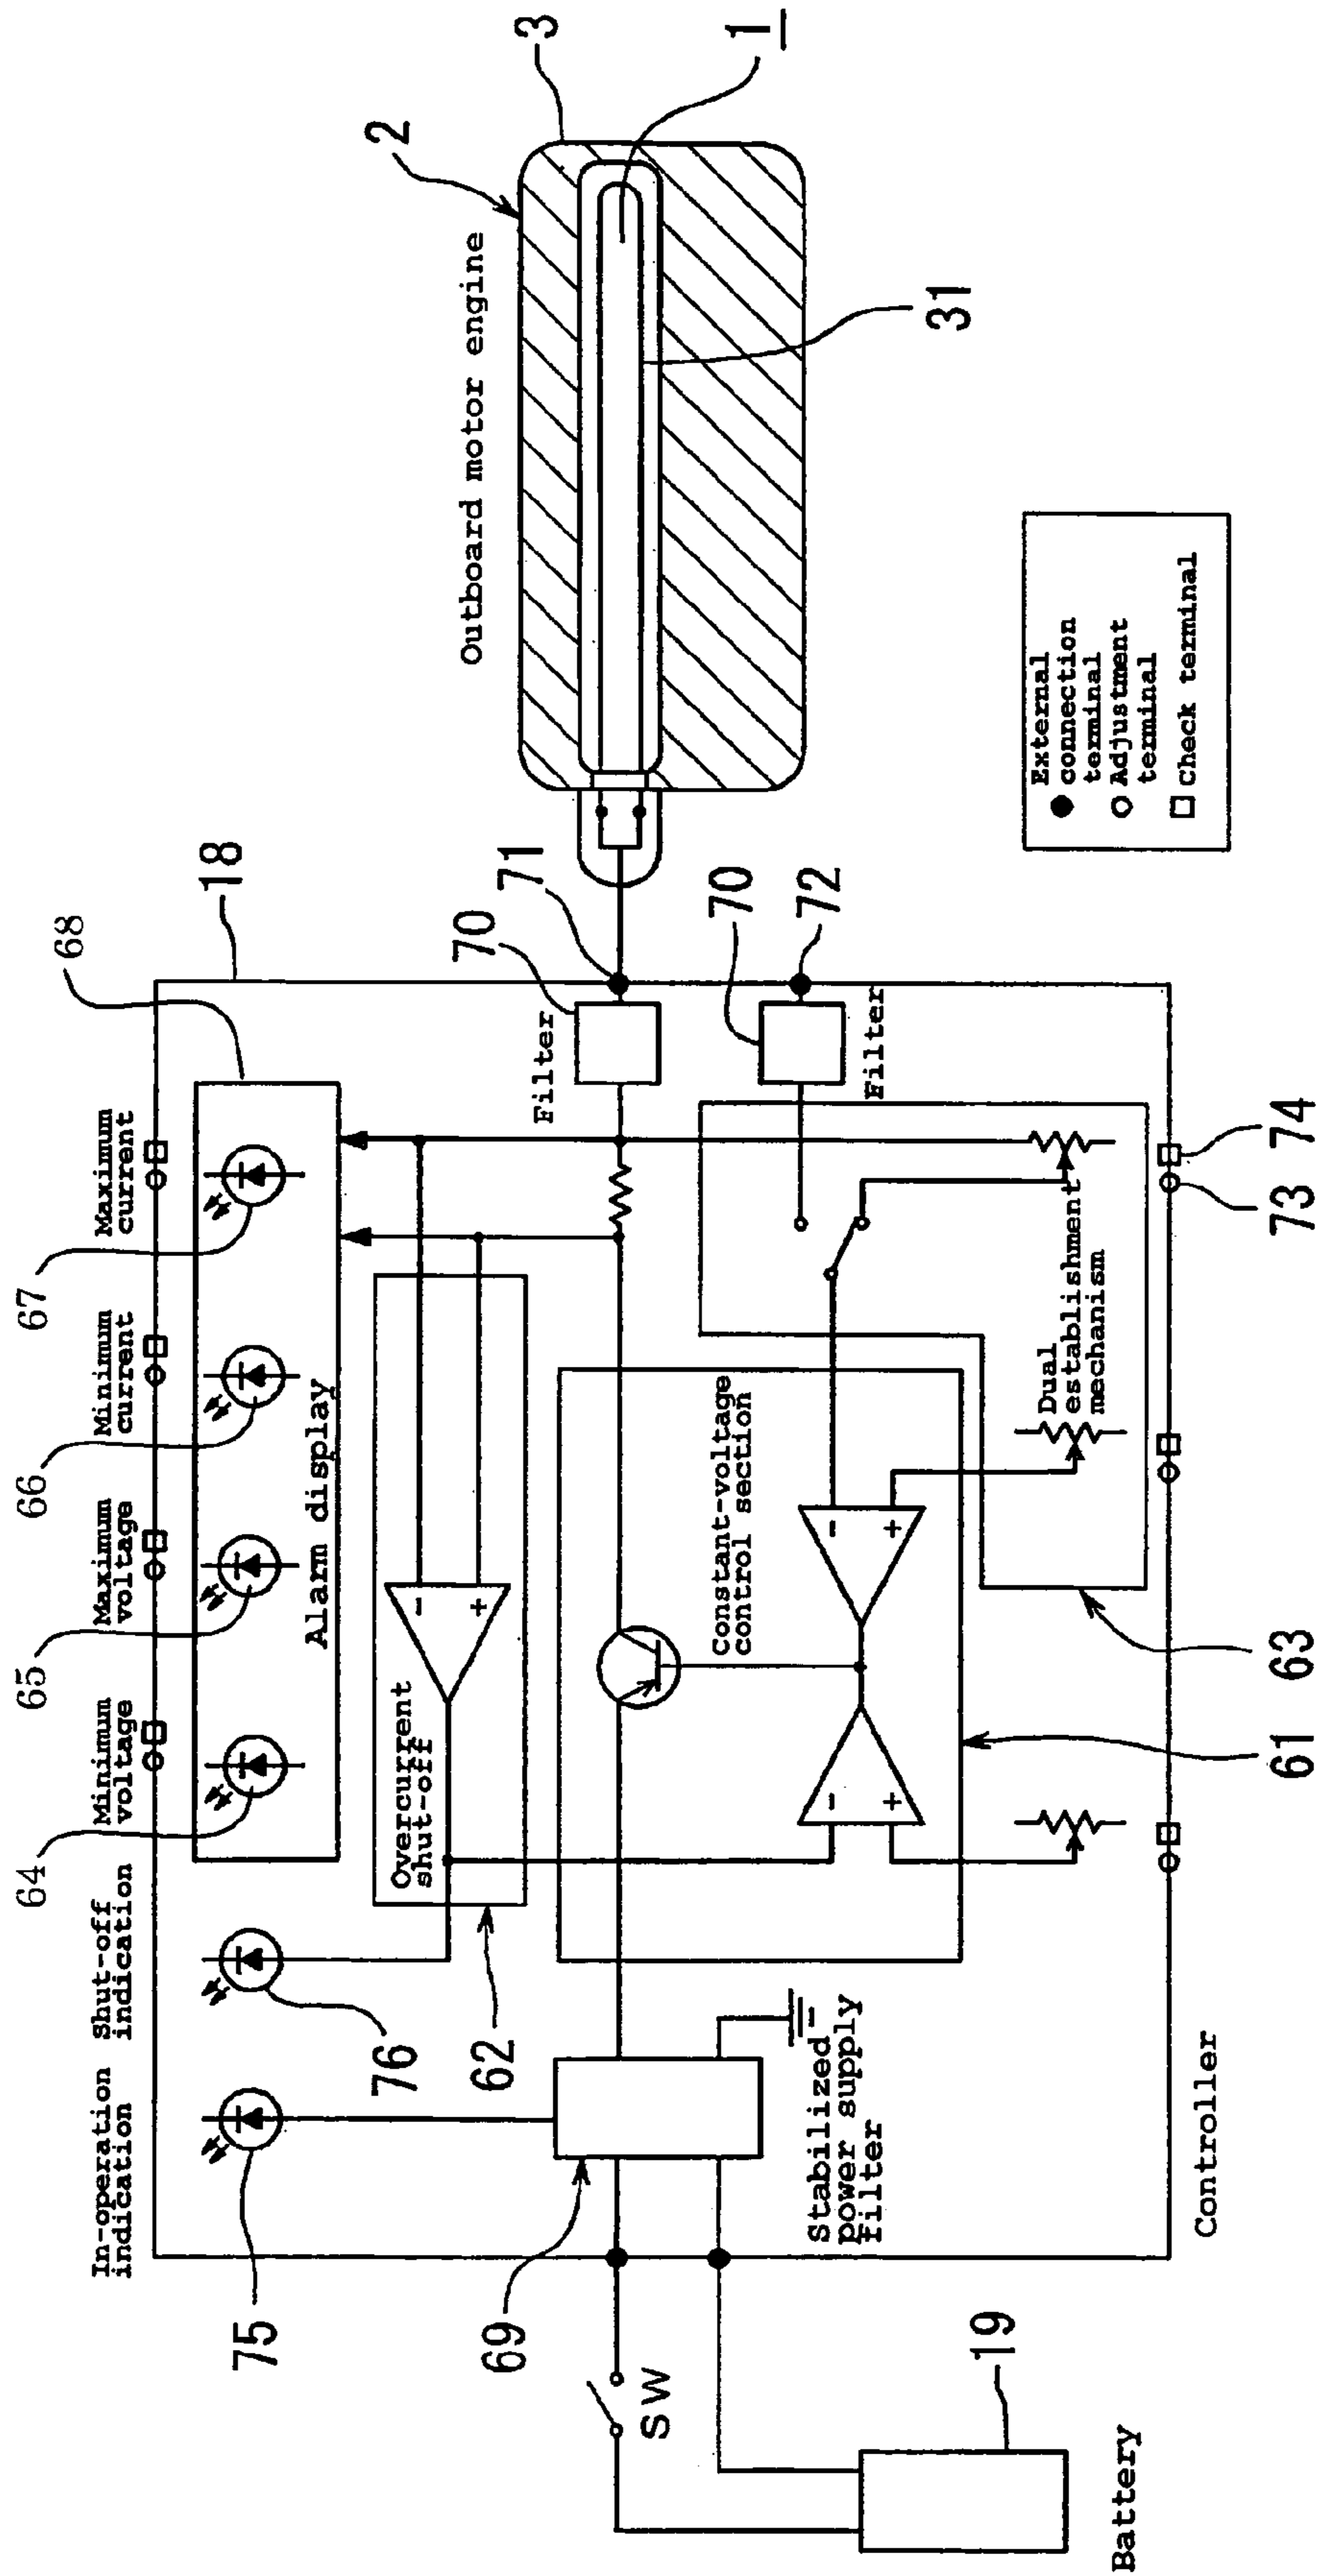 In-operation
indication
Shut-off
indication
Minimum
voltage
Maximum
voltage
Minimum
current
Maximum
current
64
65
66
67
68
18
75
76
Alarm display
Overcurrent
shut-off
62
Filter
70
71
Outboard motor engine
2
3
1
31
69
Stabilized
power supply
filter
SW
Constant-voltage
control section
-
+
-
+
-
+
70
Filter
72
Dual
establishment
mechanism
61
63
73
74
19
Battery
Controller
External
connection
terminal
Adjustment
terminal
Check terminal